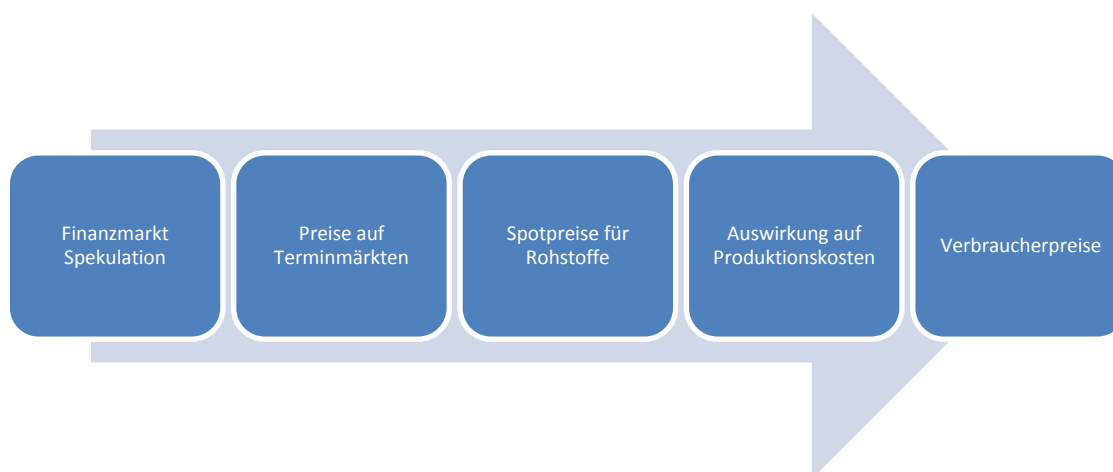 Finanzmarkt
Spekulation
Preise auf
Terminmärkten
Spotpreise für
Rohstoffe
Auswirkung auf
Produktionskosten
Verbraucherpreise